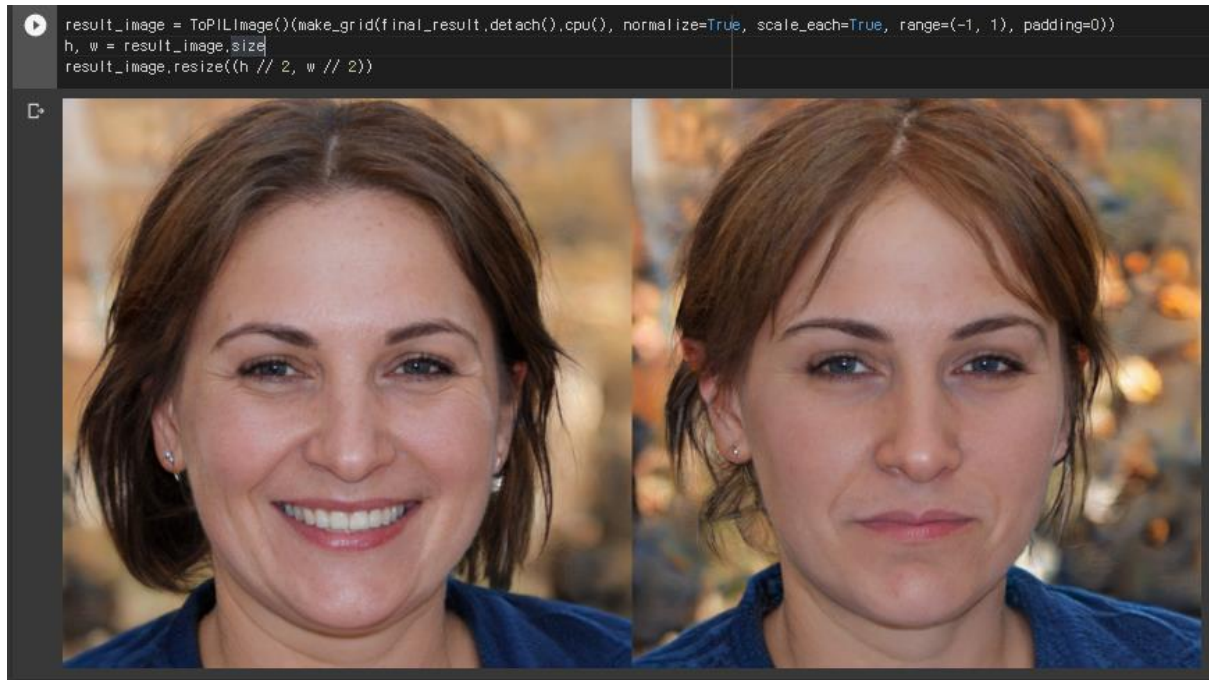 result_image = ToPILImage()(make_grid(final_result.detach().cpu(), normalize=True, scale_each=True, range=(-1, 1), padding=0))
h, w = result_image.size
result_image.resize((h // 2, w // 2))